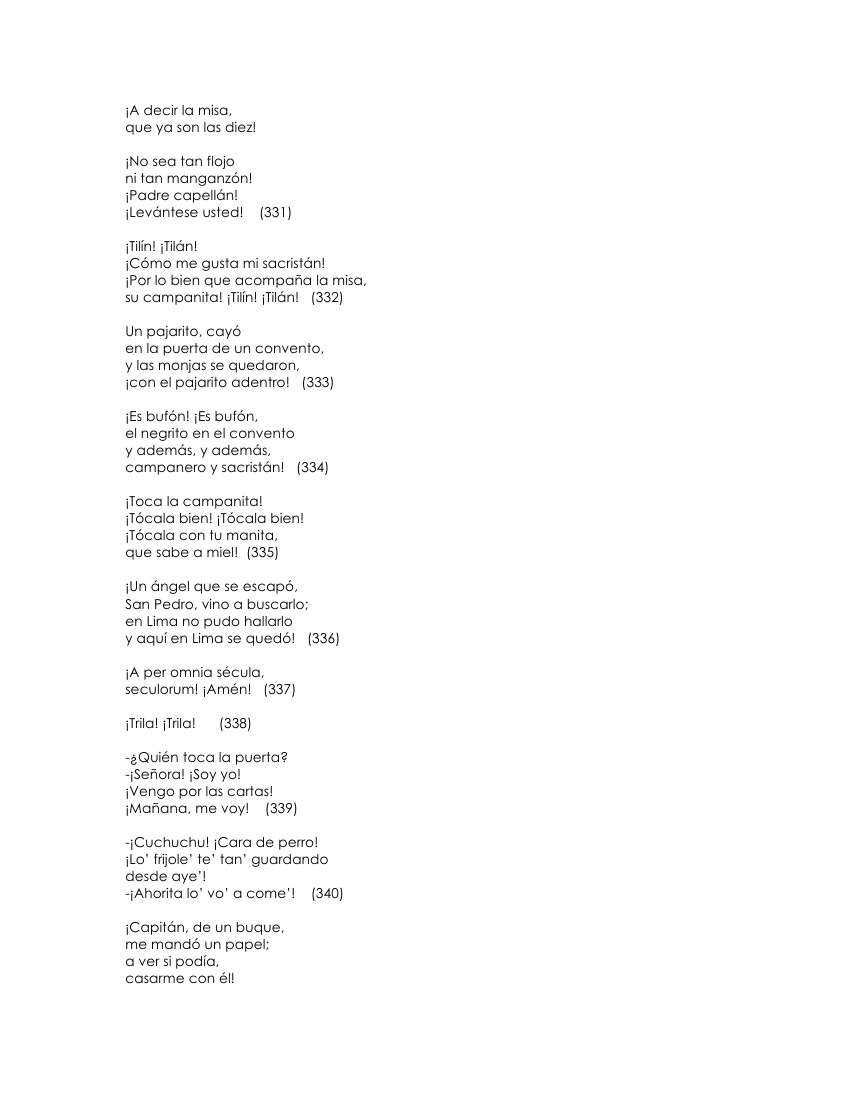 ¡A decir la misa,
que ya son las diez!

¡No sea tan flojo
ni tan manganzón!
¡Padre capellán!
¡Levántese usted!    (331)

¡Tilín! ¡Tilán!
¡Cómo me gusta mi sacristán!
¡Por lo bien que acompaña la misa,
su campanita! ¡Tilín! ¡Tilán!   (332)

Un pajarito, cayó
en la puerta de un convento,
y las monjas se quedaron,
¡con el pajarito adentro!   (333)

¡Es bufón! ¡Es bufón,
el negrito en el convento
y además, y además,
campanero y sacristán!   (334)

¡Toca la campanita!
¡Tócala bien! ¡Tócala bien!
¡Tócala con tu manita,
que sabe a miel!  (335)

¡Un ángel que se escapó,
San Pedro, vino a buscarlo;
en Lima no pudo hallarlo
y aquí en Lima se quedó!   (336)

¡A per omnia sécula,
seculorum! ¡Amén!   (337)

¡Trila! ¡Trila!      (338)

-¿Quién toca la puerta?
-¡Señora! ¡Soy yo!
¡Vengo por las cartas!
¡Mañana, me voy!    (339)

-¡Cuchuchu! ¡Cara de perro!
¡Lo’ frijole’ te’ tan’ guardando
desde aye’!
-¡Ahorita lo’ vo’ a come’!    (340)

¡Capitán, de un buque,
me mandó un papel;
a ver si podía,
casarme con él!